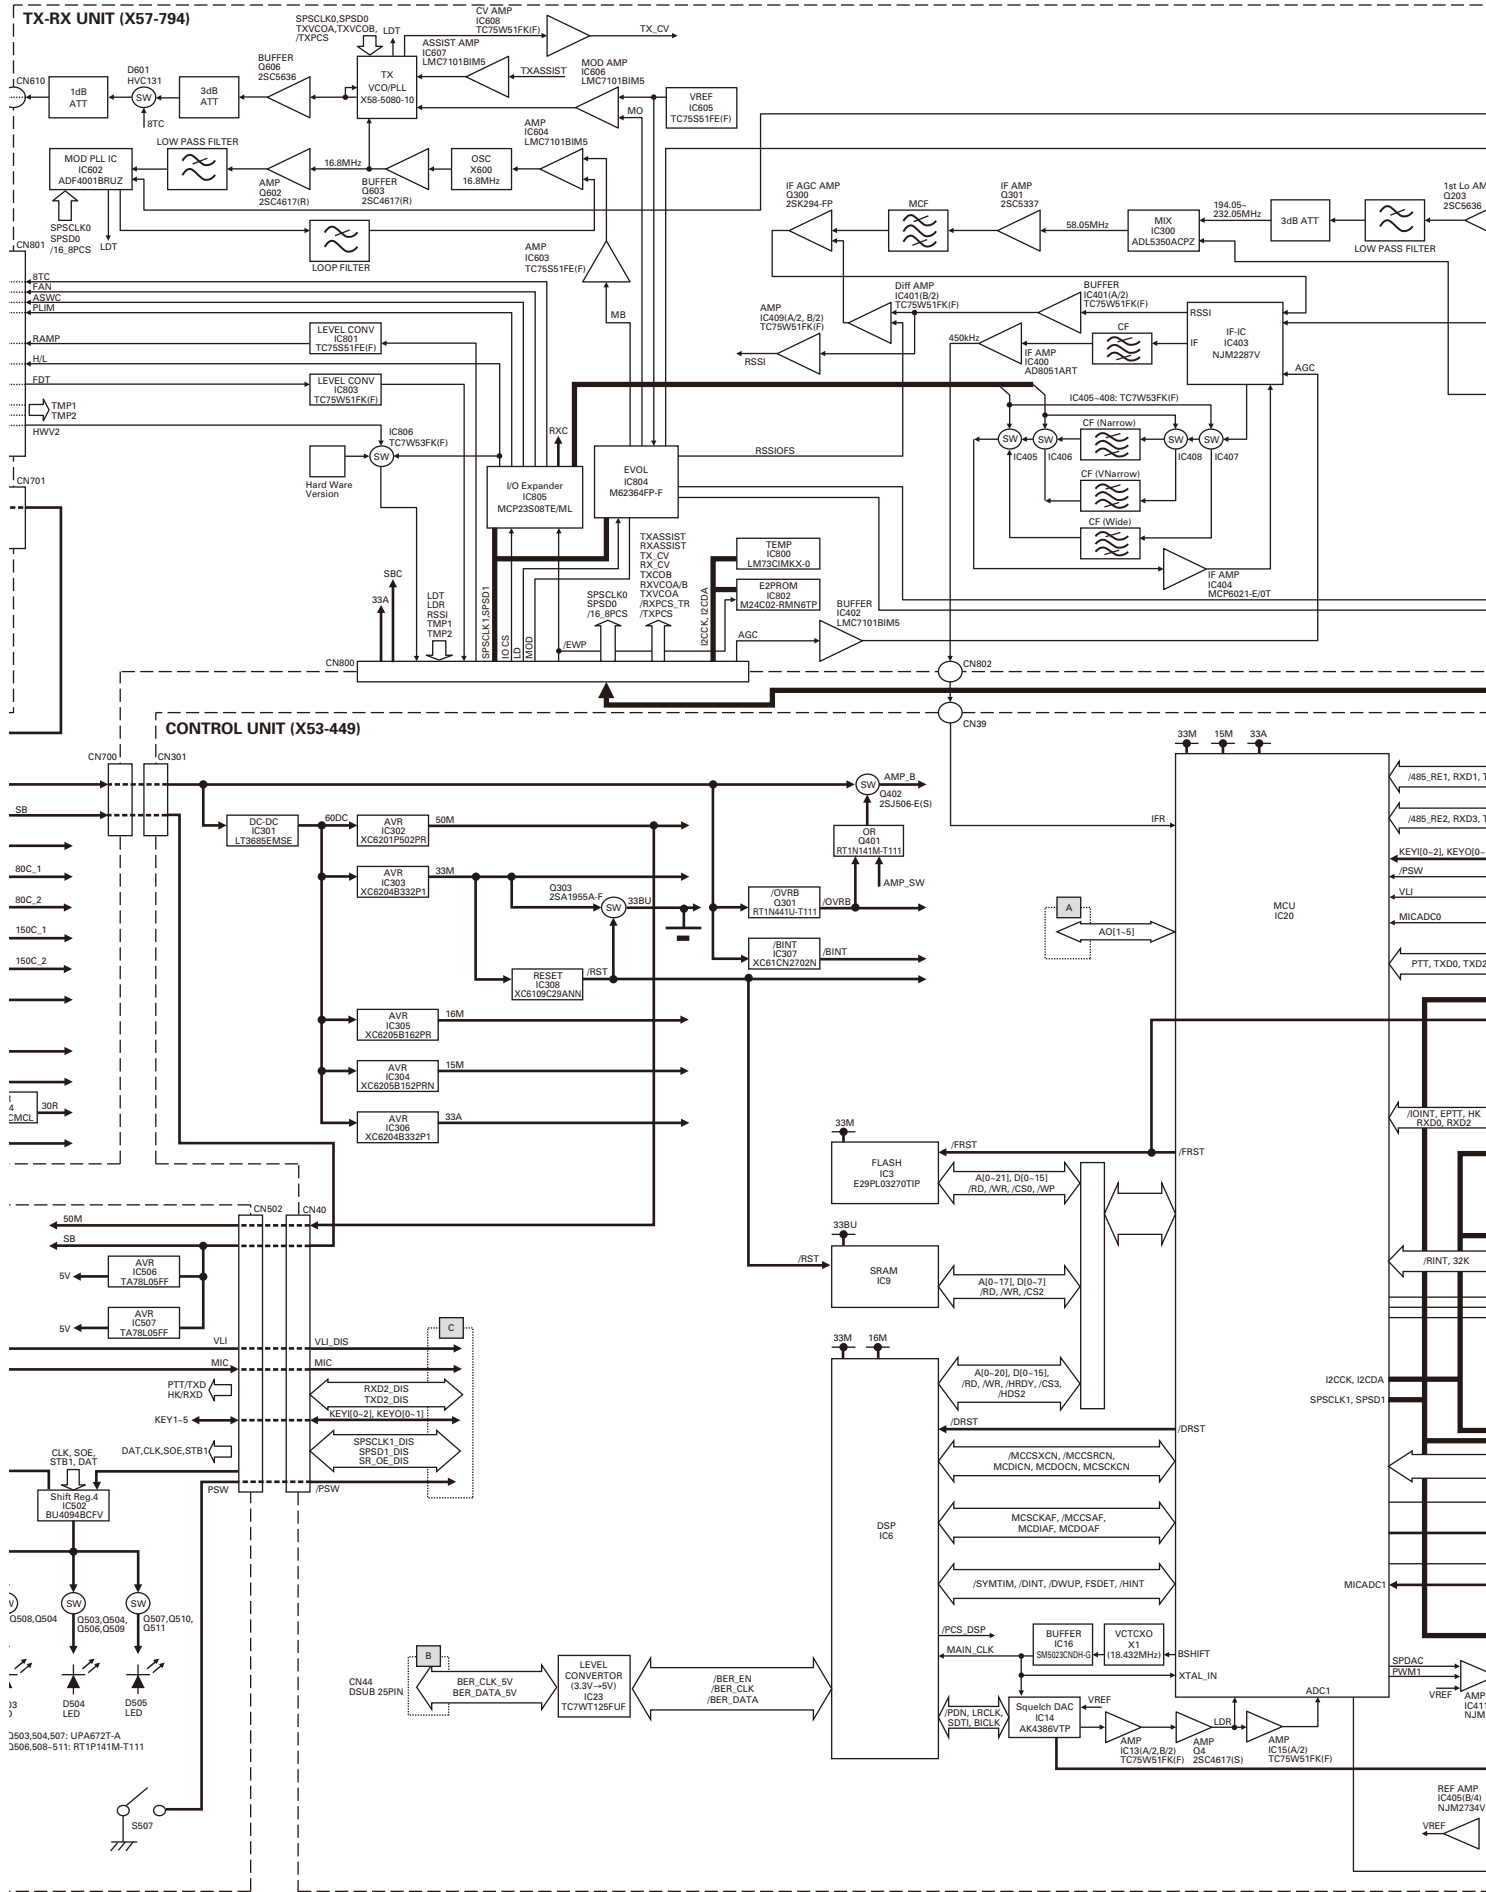 TX-RX UNIT (X57-794)
CN610
1dB
ATT
D601
HVC131
SW
8TC
3dB
ATT
BUFFER
Q606
2SC5636
SPSCLK0,SPSD0
TXVCOA,TXVCOB,
/TXPCS
LDT
TX
VCO/PLL
X58-5080-10
CV AMP
IC608
TC75W51FK(F)
TX_CV
ASSIST AMP
IC607
LMC7101BIM5
TXASSIST
MOD AMP
IC606
LMC7101BIM5
MO
VREF
IC605
TC75S51FE(F)
MOD PLL IC
IC602
ADF4001BRUZ
LOW PASS FILTER
AMP
Q602
2SC4617(R)
16.8MHz
BUFFER
Q603
2SC4617(R)
OSC
X600
16.8MHz
AMP
IC604
LMC7101BIM5
SPSCLK0
SPSD0
/16_8PCS
LDT
LOOP FILTER
AMP
IC603
TC75S51FE(F)
MB
IF AGC AMP
Q300
2SK294-FP
MCF
IF AMP
Q301
2SC5337
58.05MHz
MIX
IC300
ADL5350ACPZ
194.05~
232.05MHz
3dB ATT
LOW PASS FILTER
1st Lo AM
Q203
2SC5636
CN801
8TC
FAN
ASWC
PLIM
RAMP
H/L
FDT
TMP1
TMP2
HWV2
LEVEL CONV
IC801
TC75S51FE(F)
LEVEL CONV
IC803
TC75W51FK(F)
IC806
TC7W53FK(F)
SW
Hard Ware
Version
CN701
AMP
IC409(A/2, B/2)
TC75W51FK(F)
RSSI
Diff AMP
IC401(B/2)
TC75W51FK(F)
BUFFER
IC401(A/2)
TC75W51FK(F)
450kHz
IF AMP
IC400
AD8051ART
CF
RSSI
IF
IF-IC
IC403
NJM2287V
AGC
IC405~408: TC7W53FK(F)
SW
SW
CF (Narrow)
SW
SW
IC405
IC406
IC408
IC407
CF (VNarrow)
CF (Wide)
IF AMP
IC404
MCP6021-E/0T
RXC
I/O Expander
IC805
MCP23S08TE/ML
EVOL
IC804
M62364FP-F
RSSIOFS
TEMP
IC800
LM73CIMKX-0
E2PROM
IC802
M24C02-RMN6TP
BUFFER
IC402
LMC7101BIM5
AGC
SBC
33A
LDT
LDR
RSSI
TMP1
TMP2
SPSCLK1,SPSD1
IO CS
LD
MOD
/EWP
SPSCLK0
SPSD0
/16_8PCS
TXASSIST
RXASSIST
TX_CV
RX_CV
TXCOB
RXVCOA/B
TXVCOA
/RXPCS_TR
/TXPCS
I2CCK, I2CDA
CN800
CN802
CN39
CONTROL UNIT (X53-449)
CN700
CN301
SB
80C_1
80C_2
150C_1
150C_2
CMCL
30R
DC-DC
IC301
LT3685EMSE
60DC
AVR
IC302
XC6201P502PR
50M
AVR
IC303
XC6204B332P1
33M
Q303
2SA1955A-F
SW
33BU
RESET
IC308
XC6109C29ANN
/RST
AVR
IC305
XC6205B162PR
16M
AVR
IC304
XC6205B152PRN
15M
AVR
IC306
XC6204B332P1
33A
SW
AMP_B
Q402
2SJ506-E(S)
OR
Q401
RT1N141M-T111
AMP_SW
/OVRB
Q301
RT1N441U-T111
/OVRB
/BINT
IC307
XC61CN2702N
/BINT
33M
15M
33A
IFR
MCU
IC20
A
AO[1~5]
/485_RE1, RXD1, T
/485_RE2, RXD3, T
KEYI[0~2], KEYO[0~
/PSW
VLI
MICADC0
PTT, TXD0, TXD2
/IOINT, EPTT, HK
RXD0, RXD2
/RINT, 32K
33M
FLASH
IC3
E29PL03270TIP
/FRST
A[0~21], D[0~15]
/RD, /WR, /CS0, /WP
/FRST
33BU
/RST
SRAM
IC9
A[0~17], D[0~7]
/RD, /WR, /CS2
33M
16M
A[0~20], D[0~15],
/RD, /WR, /HRDY, /CS3,
/HDS2
/DRST
/DRST
/MCCSXCN, /MCCSRCN,
MCDICN, MCDOCN, MCSCKCN
MCSCKAF, /MCCSAF,
MCDIAF, MCDOAF
/SYMTIM, /DINT, /DWUP, FSDET, /HINT
DSP
IC6
I2CCK, I2CDA
SPSCLK1, SPSD1
MICADC1
/PCS_DSP
MAIN_CLK
BUFFER
IC16
SM5023CNDH-G
VCTCXO
X1
(18.432MHz)
BSHIFT
XTAL_IN
/PDN, LRCLK,
SDTI, BICLK
Squelch DAC
IC14
AK4386VTP
VREF
AMP
IC13(A/2,B/2)
TC75W51FK(F)
AMP
Q4
2SC4617(S)
LDR
AMP
IC15(A/2)
TC75W51FK(F)
ADC1
SPDAC
PWM1
VREF
AMP
IC411
NJM
REF AMP
IC405(B/4)
NJM2734V
VREF
CN502
CN40
50M
SB
AVR
IC506
TA78L05FF
5V
AVR
IC507
TA78L05FF
5V
VLI
VLI_DIS
MIC
MIC
PTT/TXD
HK/RXD
RXD2_DIS
TXD2_DIS
KEY1~5
KEYI[0~2], KEYO[0~1]
DAT,CLK,SOE,STB1
SPSCLK1_DIS
SPSD1_DIS
SR_OE_DIS
PSW
/PSW
C
CLK, SOE,
STB1, DAT
Shift Reg.4
IC502
BU4094BCFV
SW
SW
Q508,Q504
Q503,Q504,
Q506,Q509
Q507,Q510,
Q511
D504
LED
D505
LED
Q503,504,507: UPA672T-A
Q506,508~511: RT1P141M-T111
S507
B
CN44
DSUB 25PIN
BER_CLK_5V
BER_DATA_5V
LEVEL
CONVERTOR
(3.3V→5V)
IC23
TC7WT125FUF
/BER_EN
/BER_CLK
/BER_DATA